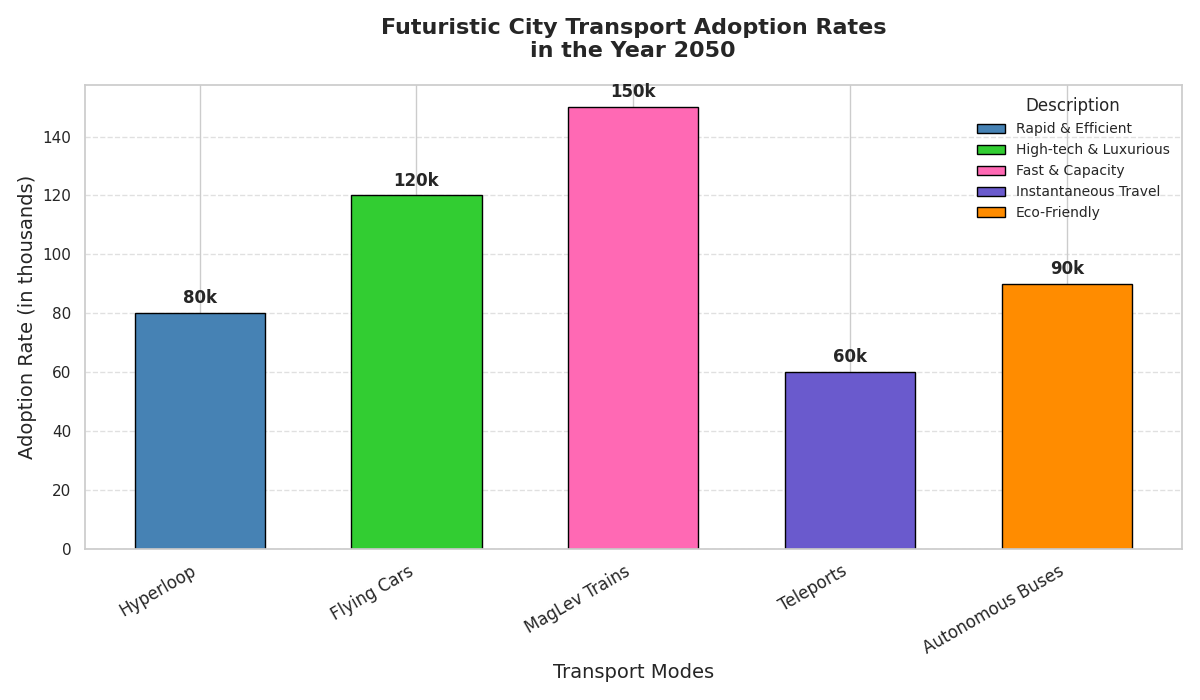 Futuristic City Transport Adoption Rates
in the Year 2050
Adoption Rate (in thousands)
140
120
100
80
60
40
20
0
80k
120k
150k
60k
90k
Description
Rapid & Efficient
High-tech & Luxurious
Fast & Capacity
Instantaneous Travel
Eco-Friendly
Hyperloop
Flying Cars
MagLev Trains
Teleports
Autonomous Buses
Transport Modes